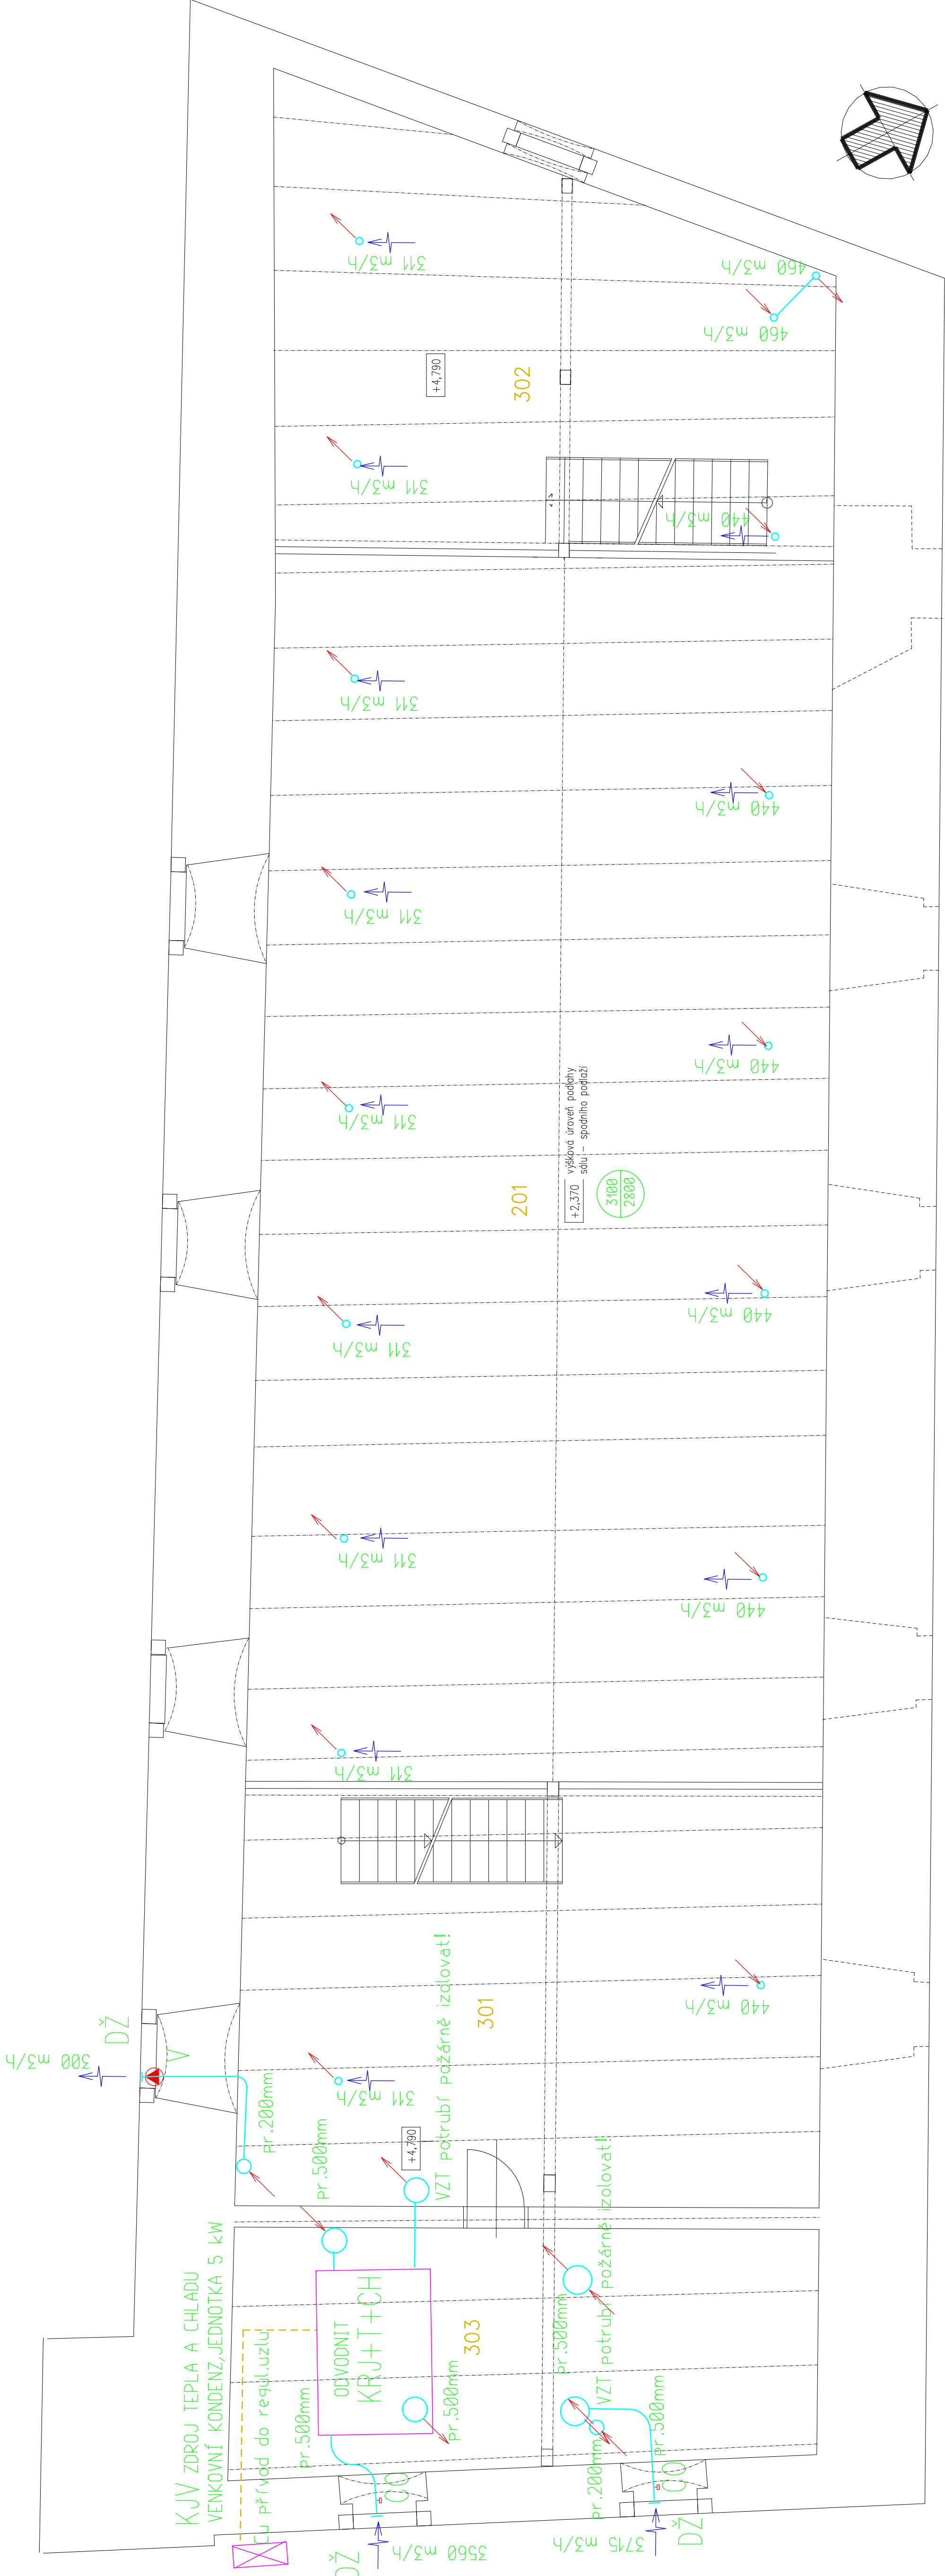 311 m3/h
460 m3/h
460 m3/h
+4,790
302
311 m3/h
440 m3/h
311 m3/h
440 m3/h
311 m3/h
440 m3/h
311 m3/h
201
+2,370 výšková úroveň podlahy
sálu – spodního podlaží
3100
2800
440 m3/h
311 m3/h
311 m3/h
440 m3/h
311 m3/h
301
440 m3/h
DŽ
300 m3/h
V
311 m3/h
pr.200mm
pr.500mm
+4,790
VZT potrubí požárně izolovat!
KJV ZDROJ TEPLA A CHLADU
VENKOVNÍ KONDENZ,JEDNOTKA 5 kW
Cu přívod do regul.uzlu
ODVODNIT
KRJ+T+CH
303
pr.500mm
VZT potrubí požárně izolovat!
pr.500mm
pr.500mm
pr.200mm
pr.500mm
CO
CO
DŽ
3560 m3/h
3715 m3/h
DŽ